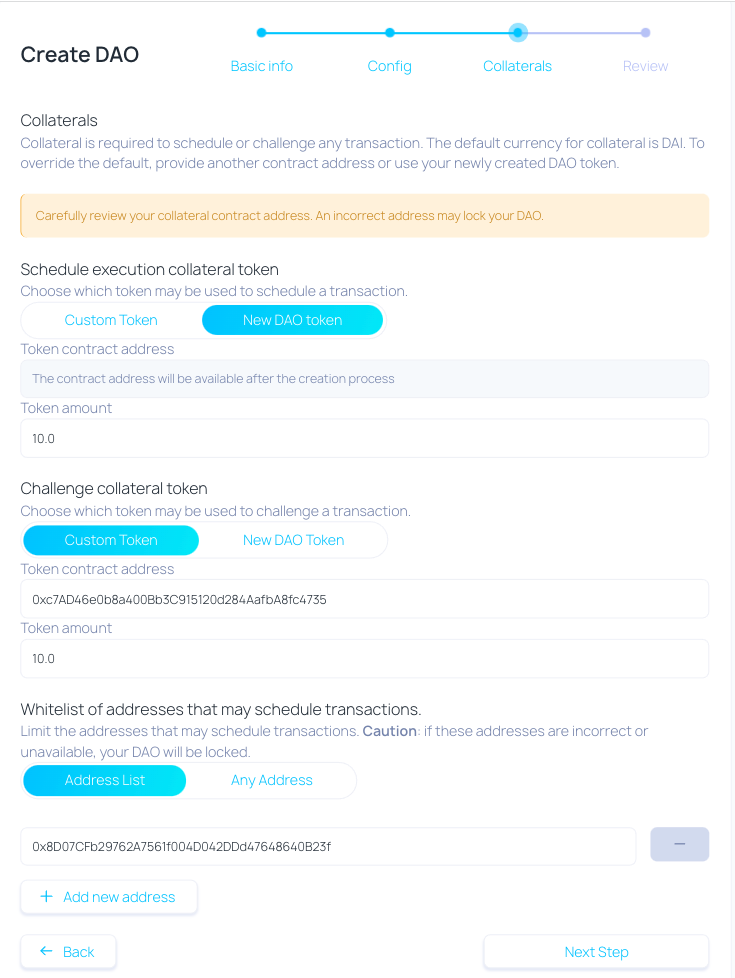 Create DAO
Basic info
Config
Collaterals
Review
Collaterals
Collateral is required to schedule or challenge any transaction. The default currency for collateral is DAI. To
override the default, provide another contract address or use your newly created DAO token.
Carefully review your collateral contract address. An incorrect address may lock your DAO.
Schedule execution collateral token
Choose which token may be used to schedule a transaction.
Custom Token
New DAO token
Token contract address
The contract address will be available after the creation process
Token amount
10.0
Challenge collateral token
Choose which token may be used to challenge a transaction.
Custom Token
New DAO Token
Token contract address
0xc7AD46e0b8a400Bb3C915120d284AafbA8fc4735
Token amount
10.0
Whitelist of addresses that may schedule transactions.
Limit the addresses that may schedule transactions. Caution: if these addresses are incorrect or
unavailable, your DAO will be locked.
Address List
Any Address
0x8D07CFb29762A7561f004D042DDd47648640B23f
Add new address
Back
Next Step